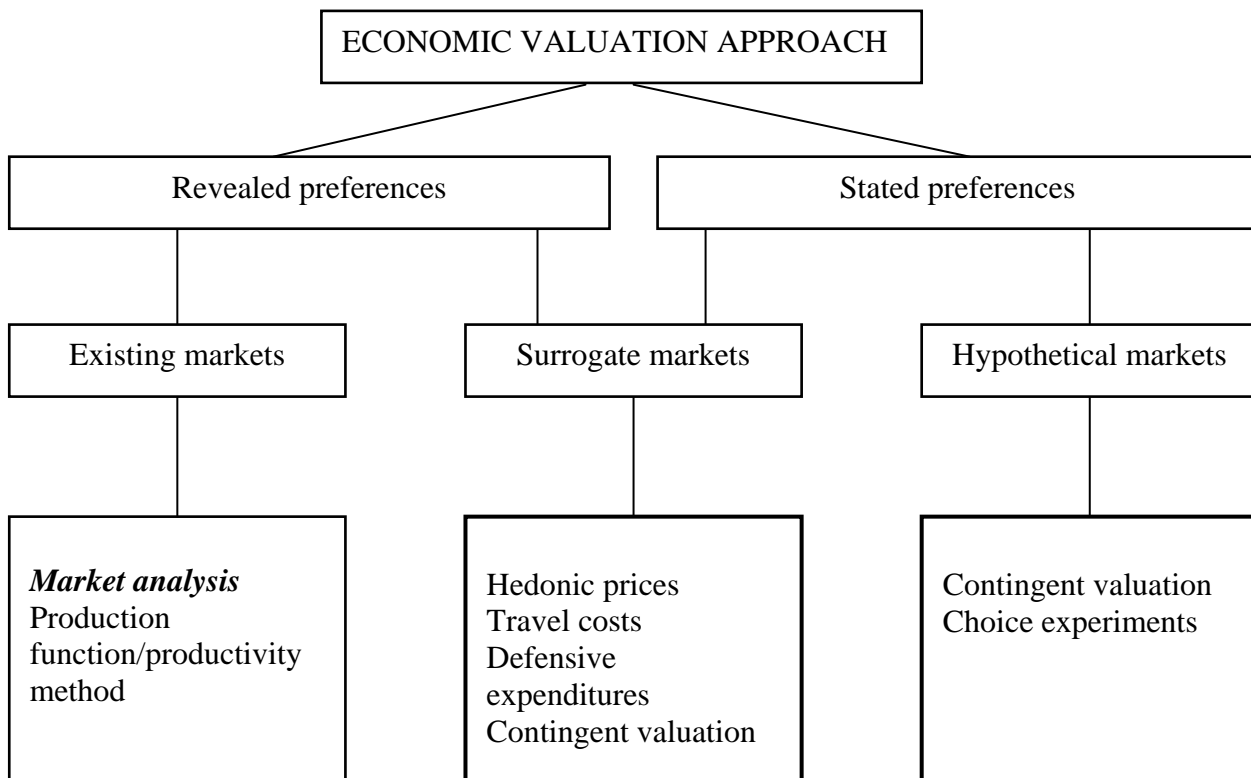 ECONOMIC VALUATION APPROACH
Revealed preferences
Stated preferences
Existing markets
Surrogate markets
Hypothetical markets
Market analysis
Production
function/productivity
method
Hedonic prices
Travel costs
Defensive
expenditures
Contingent valuation
Contingent valuation
Choice experiments